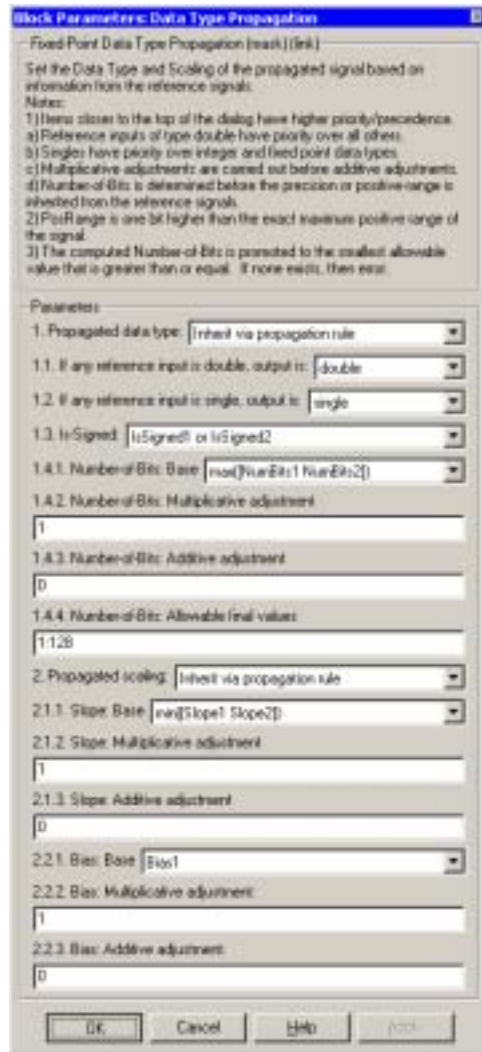 Block Parameters: Data Type Propagation
Fixed-Point Data Type Propagation (mask) (link)
Set the Data Type and Scaling of the propagated signal based on
information from the reference signals.
Notes:
1) Items closer to the top of the dialog have higher priority/precedence.
a) Reference inputs of type double have priority over all others.
b) Singles have priority over integer and fixed point data types.
c) Multiplicative adjustments are carried out before additive adjustments.
d) Number-of-Bits is determined before the precision or positive-range is
inherited from the reference signals.
2) PosRange is one bit higher than the exact maximum positive range of
the signal.
3) The computed Number-of-Bits is promoted to the smallest allowable
value that is greater than or equal. If none exists, then error.
Parameters
1. Propagated data type: Inherit via propagation rule
1.1. If any reference input is double, output is: double
1.2. If any reference input is single, output is: single
1.3. Is-Signed: IsSigned1 or IsSigned2
1.4.1. Number-of-Bits: Base max([NumBits1 NumBits2])
1.4.2. Number-of-Bits: Multiplicative adjustment
1
1.4.3. Number-of-Bits: Additive adjustment
0
1.4.4. Number-of-Bits: Allowable final values
1:128
2. Propagated scaling: Inherit via propagation rule
2.1.1. Slope: Base min([Slope1 Slope2])
2.1.2. Slope: Multiplicative adjustment
1
2.1.3. Slope: Additive adjustment
0
2.2.1. Bias: Base Bias1
2.2.2. Bias: Multiplicative adjustment
1
2.2.3. Bias: Additive adjustment
0
OK Cancel Help Apply